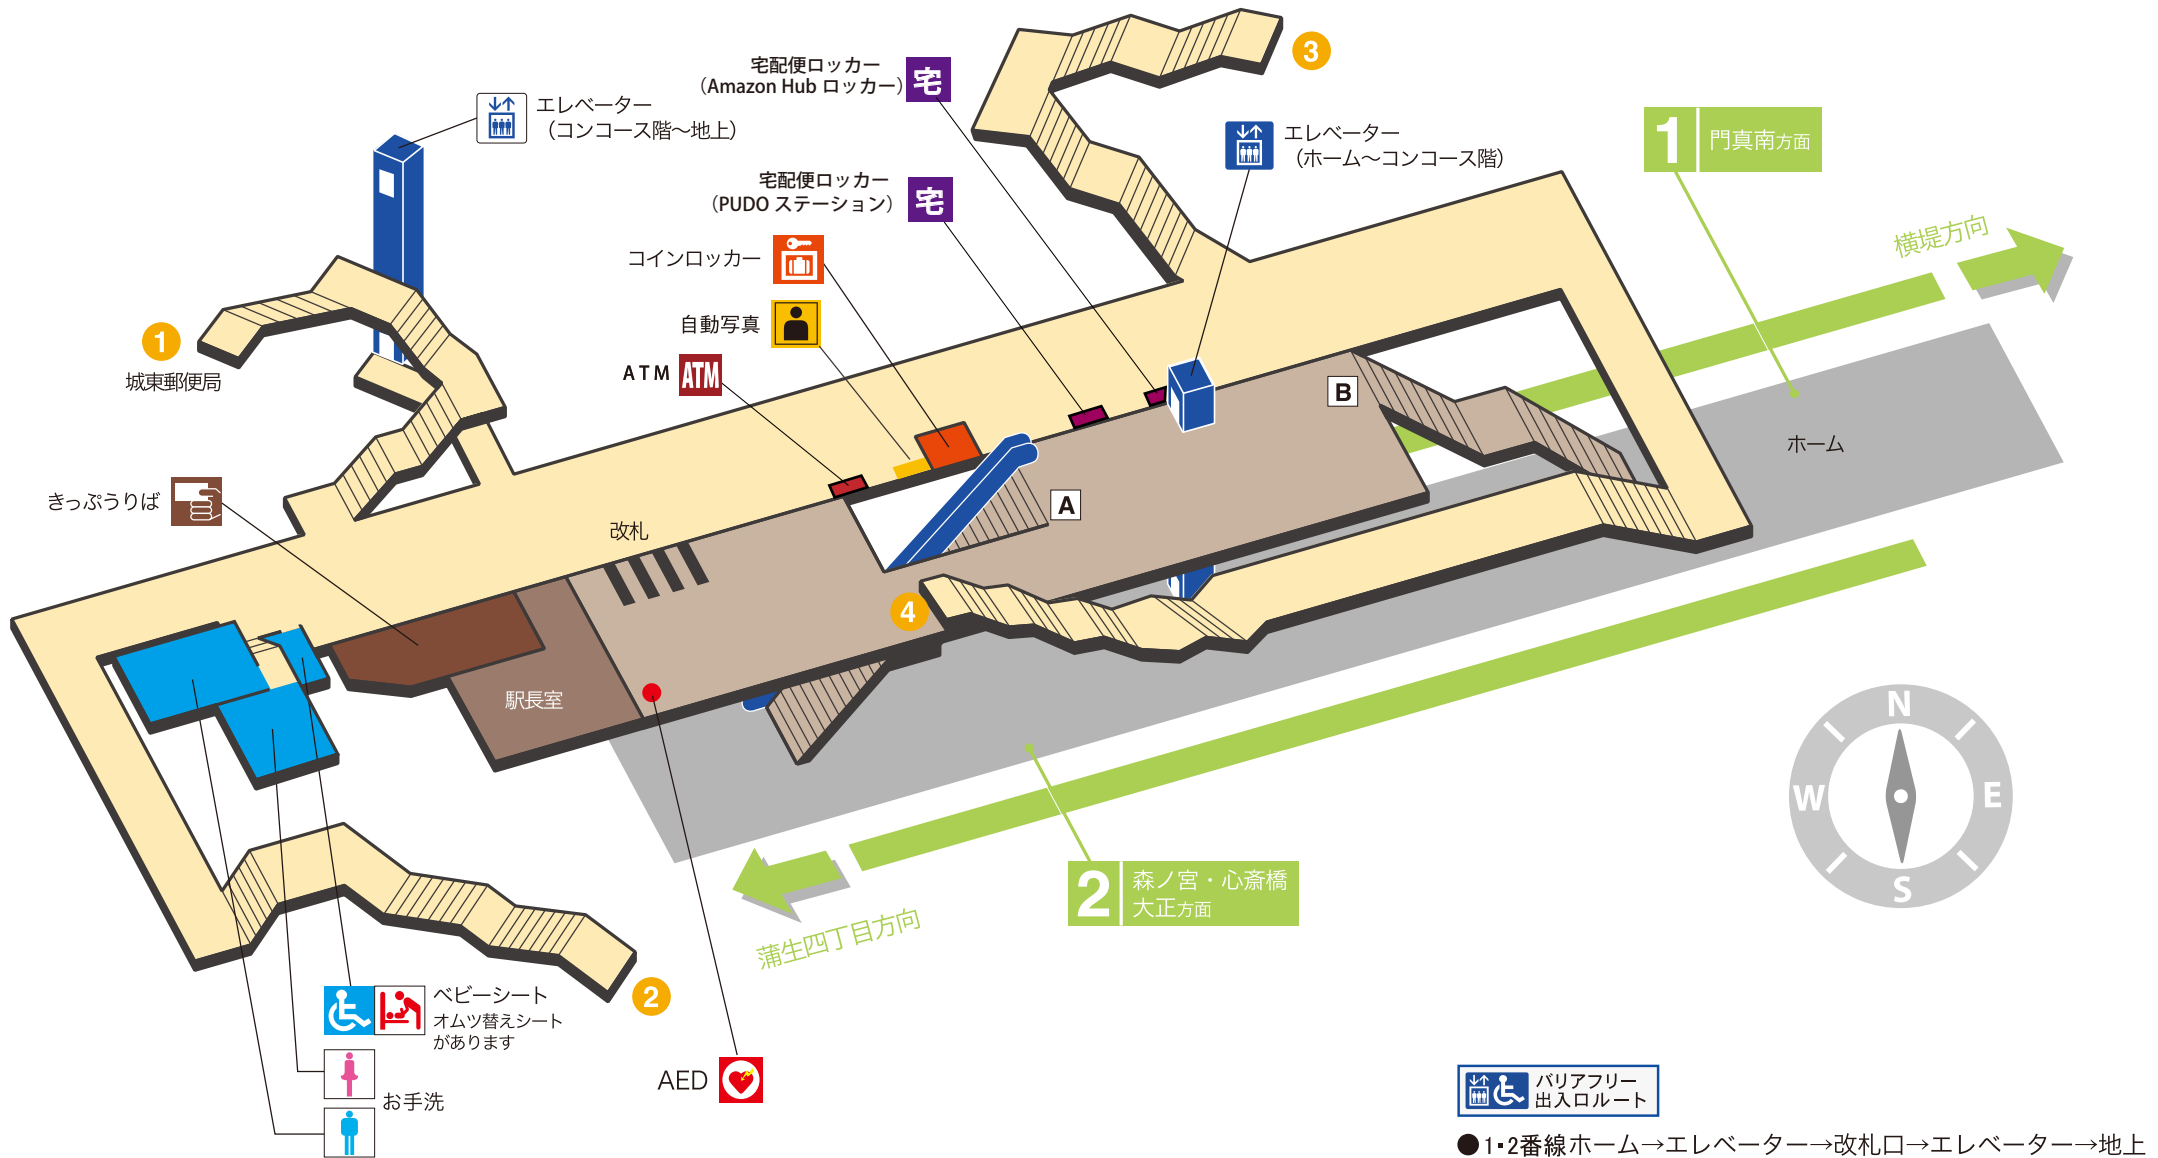 3
宅配便ロッカー
（Amazon Hub ロッカー）
宅
エレベーター
（コンコース階～地上）
エレベーター
（ホーム～コンコース階）
1 門真南方面
宅配便ロッカー
（PUDO ステーション）
宅
横堤方向
コインロッカー
自動写真
1
城東郵便局
ATM
ATM
B
ホーム
きっぷうりば
改札
A
4
駅長室
N
W
E
S
2 森ノ宮・心斎橋
大正方面
蒲生四丁目方向
2
ベビーシート
オムツ替えシート
があります
お手洗
AED
バリアフリー
出入口ルート
●1・2番線ホーム→エレベーター→改札口→エレベーター→地上